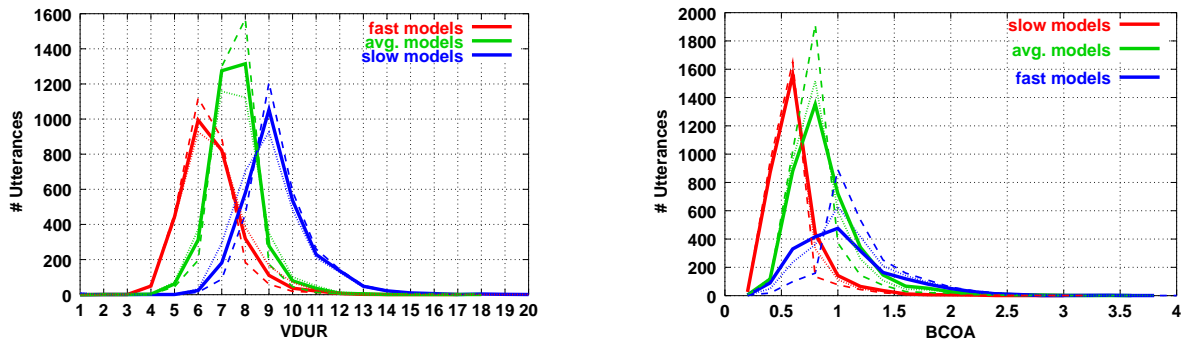 1600
1400
1200
1000
800
600
400
200
0
# Utterances
1 2 3 4 5 6 7 8 9 10 11 12 13 14 15 16 17 18 19 20
VDUR
fast models
avg. models
slow models
2000
1800
1600
1400
1200
1000
800
600
400
200
0
# Utterances
0 0.5 1 1.5 2 2.5 3 3.5 4
BCOA
slow models
avg. models
fast models